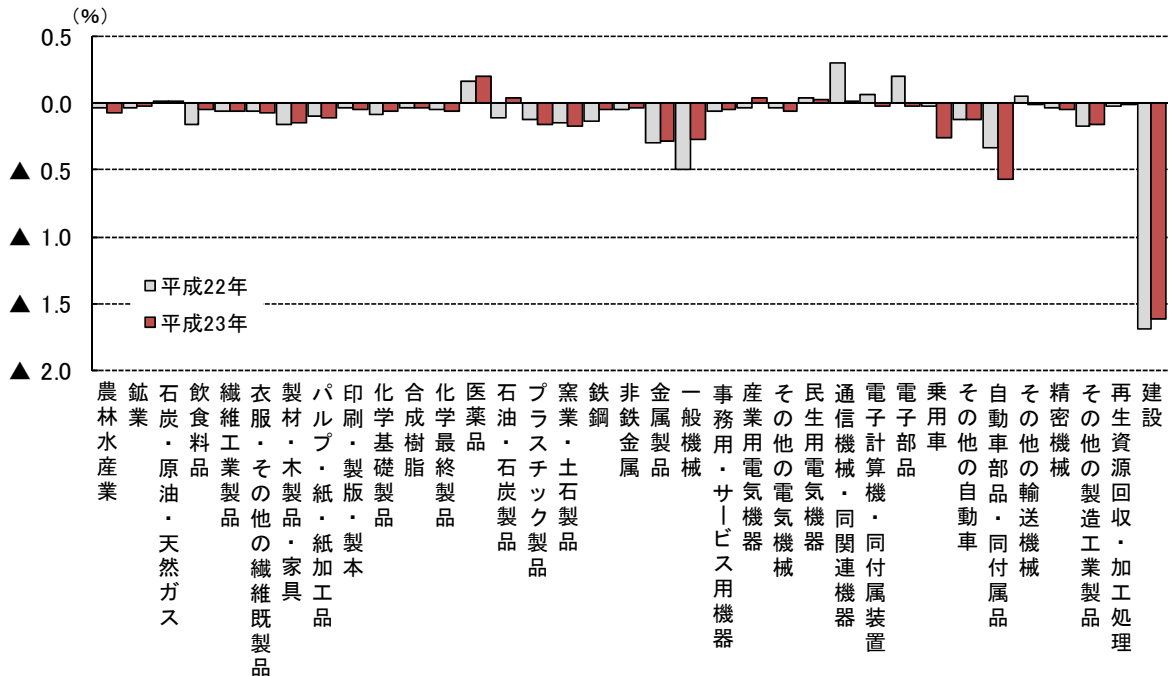 (%)
0.5
0.0
▲ 0.5
▲ 1.0
▲ 1.5
▲ 2.0
平成22年
平成23年
農林水産業
鉱業
石炭・原油・天然ガス
飲食料品
繊維工業製品
衣服・その他の繊維既製品
製材・木製品・家具
パルプ・紙・紙加工品
印刷・製版・製本
化学基礎製品
合成樹脂
化学最終製品
医薬品
石油・石炭製品
プラスチック製品
窯業・土石製品
鉄鋼
非鉄金属
金属製品
一般機械
事務用・サービス用機器
産業用電気機器
その他の電気機械
民生用電気機器
通信機械・同関連機器
電子計算機・同付属装置
電子部品
乗用車
その他の自動車
自動車部品・同付属品
その他の輸送機械
精密機械
その他の製造工業製品
再生資源回収・加工処理
建設